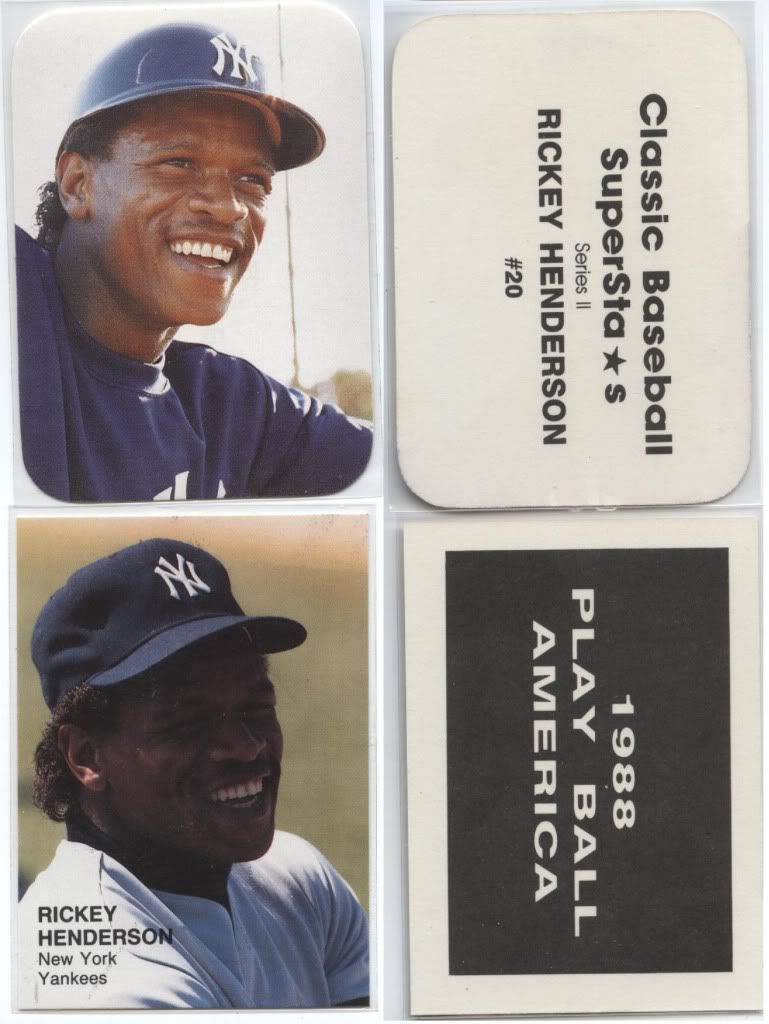 NY
Classic Baseball
SuperSta★s
Series II
RICKEY HENDERSON
#20
NY
RICKEY
HENDERSON
New York
Yankees
1988
PLAY BALL
AMERICA